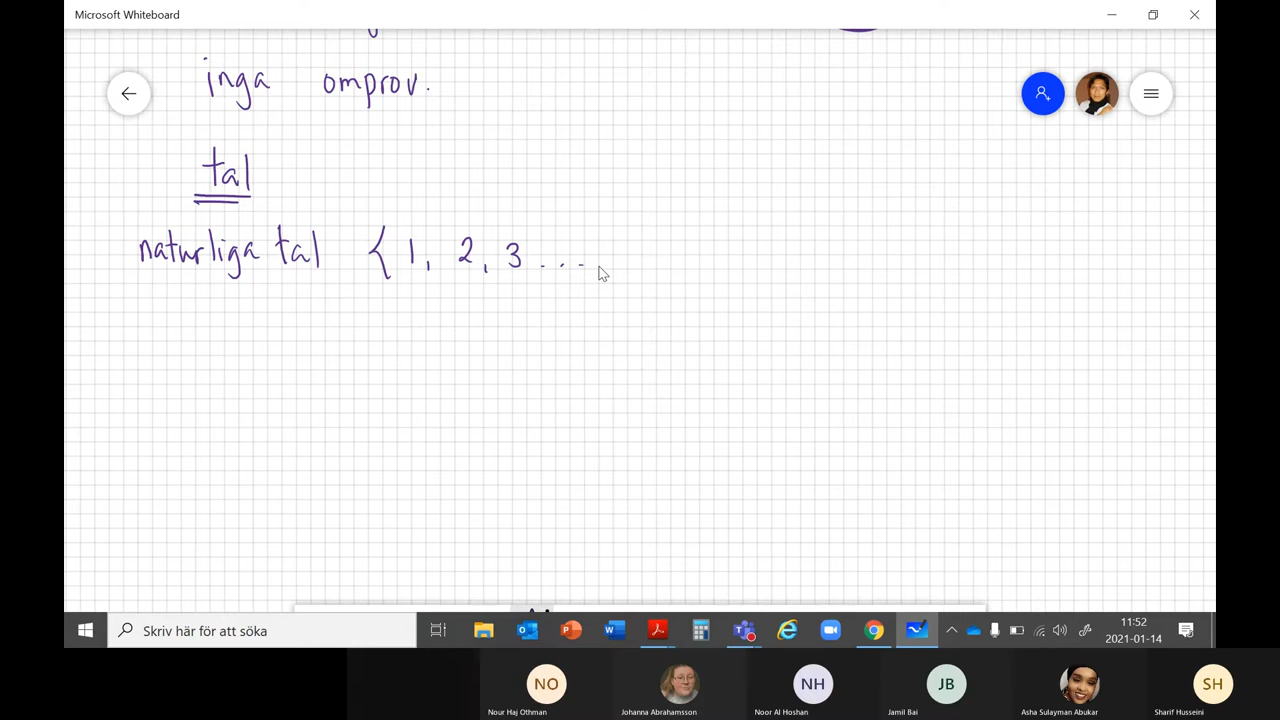 Microsoft Whiteboard
inga omprov.
tal
naturliga tal { 1, 2, 3 ...
Skriv här för att söka
11:52
2021-01-14
NO
NH
JB
SH
Nour Haj Othman
Johanna Abrahamsson
Noor Al Hoshan
Jamil Bai
Asha Sulayman Abukar
Sharif Husseini